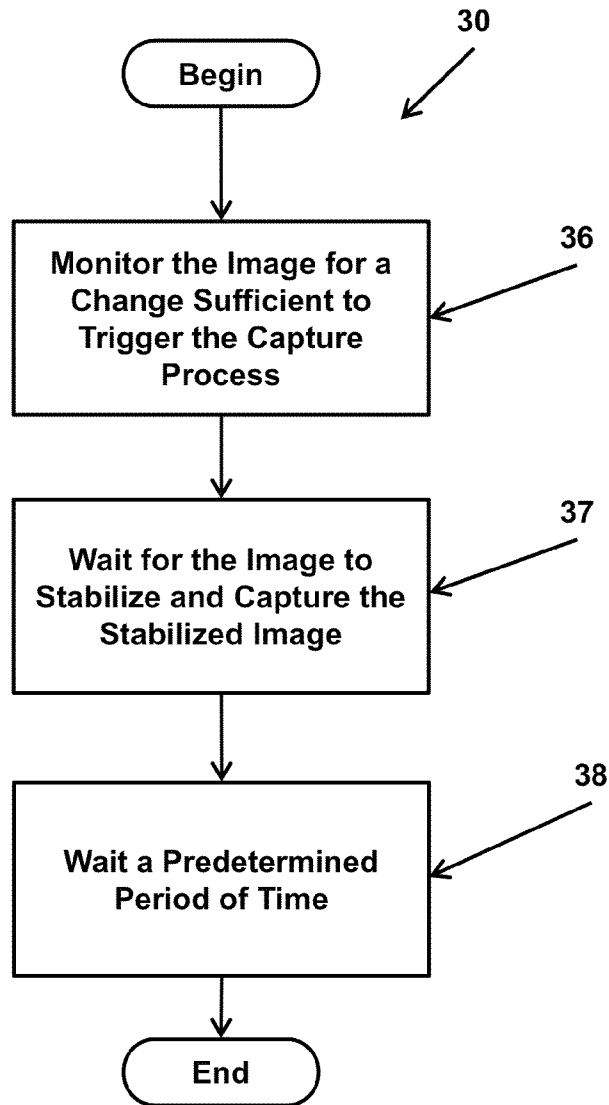 30
Begin
36
Monitor the Image for a
Change Sufficient to
Trigger the Capture
Process
37
Wait for the Image to
Stabilize and Capture the
Stabilized Image
38
Wait a Predetermined
Period of Time
End